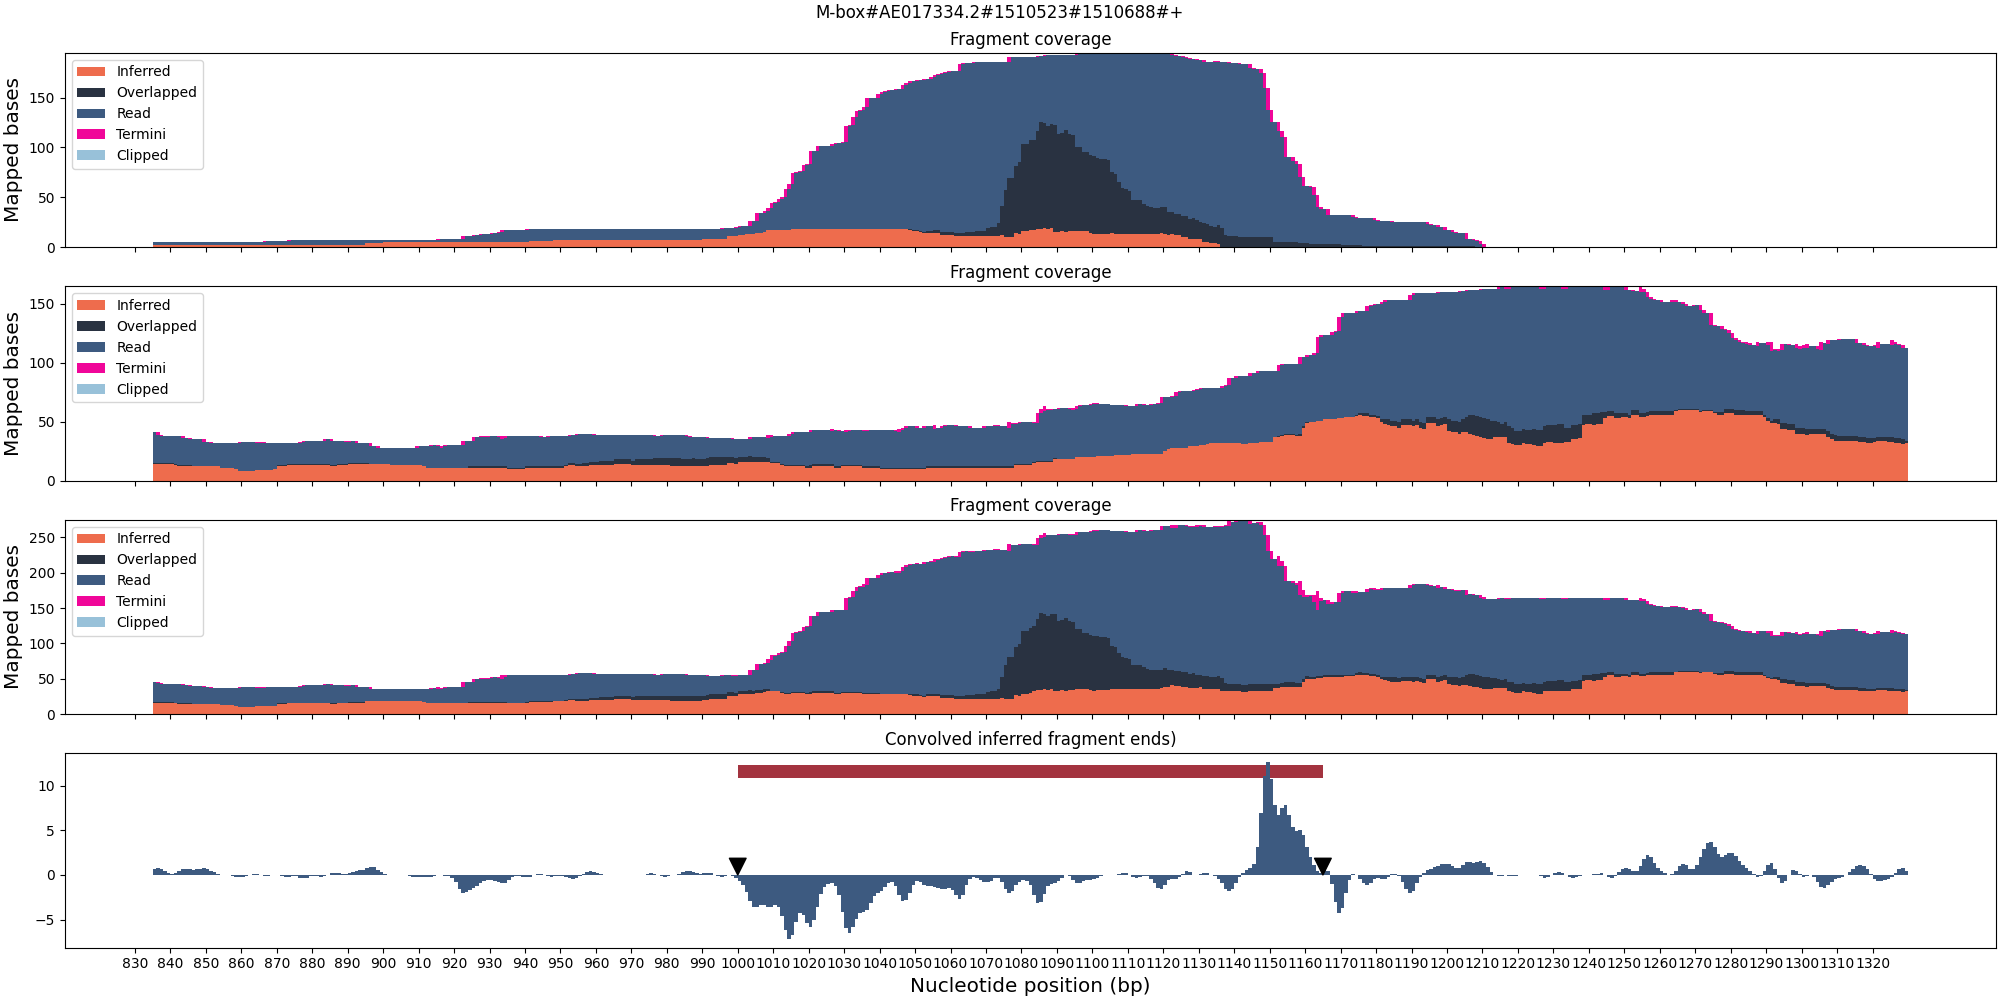 M-box#AE017334.2#1510523#1510688#+
Fragment coverage
Mapped bases
150
100
50
0
Inferred
Overlapped
Read
Termini
Clipped
Fragment coverage
Mapped bases
150
100
50
0
Inferred
Overlapped
Read
Termini
Clipped
Fragment coverage
Mapped bases
250
200
150
100
50
0
Inferred
Overlapped
Read
Termini
Clipped
Convolved inferred fragment ends)
10
5
0
−5
830 840 850 860 870 880 890 900 910 920 930 940 950 960 970 980 990 1000 1010 1020 1030 1040 1050 1060 1070 1080 1090 1100 1110 1120 1130 1140 1150 1160 1170 1180 1190 1200 1210 1220 1230 1240 1250 1260 1270 1280 1290 1300 1310 1320
Nucleotide position (bp)